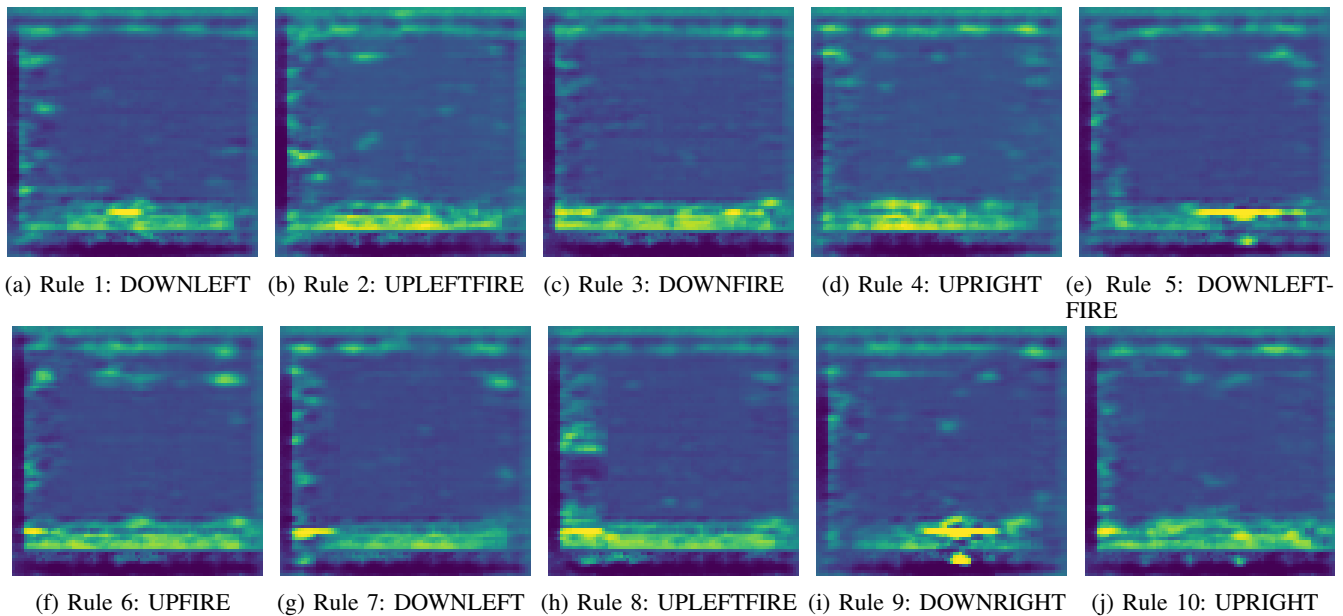 (a) Rule 1: DOWNLEFT
(b) Rule 2: UPLEFTFIRE
(c) Rule 3: DOWNFIRE
(d) Rule 4: UPRIGHT
(e) Rule 5: DOWNLEFT-
FIRE
(f) Rule 6: UPFIRE
(g) Rule 7: DOWNLEFT
(h) Rule 8: UPLEFTFIRE
(i) Rule 9: DOWNRIGHT
(j) Rule 10: UPRIGHT